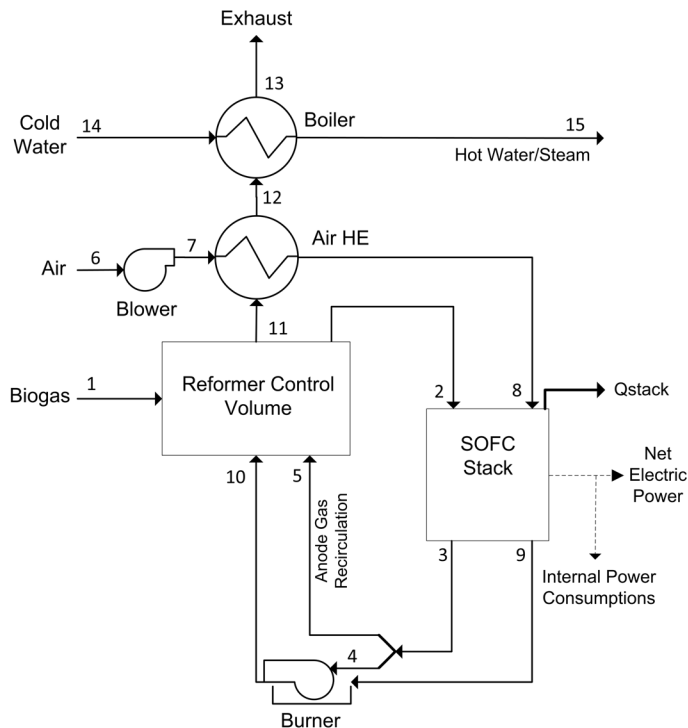 Exhaust
13
Cold
Water
14
Boiler
15
Hot Water/Steam
12
Air
6
7
Air HE
Blower
11
Biogas
1
Reformer Control
Volume
2
8
Qstack
SOFC
Stack
Net
Electric
Power
10
5
Anode Gas
Recirculation
3
9
Internal Power
Consumptions
4
Burner